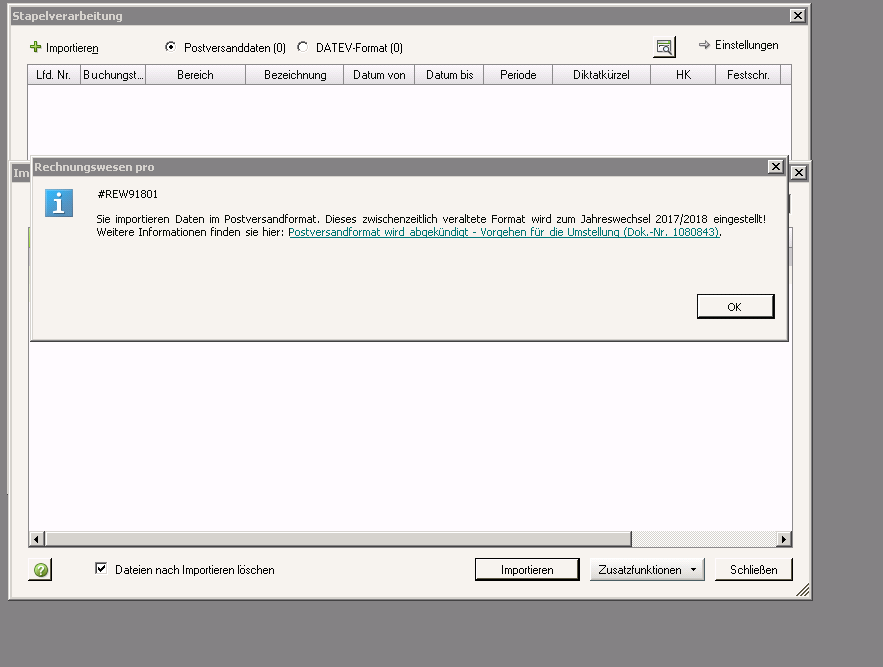 Stapelverarbeitung
Importieren Postversanddaten (0) DATEV-Format (0) Einstellungen
Lfd. Nr. Buchungst... Bereich Bezeichnung Datum von Datum bis Periode Diktatkürzel HK Festschr.
Im
Rechnungswesen pro
#REW91801
Sie importieren Daten im Postversandformat. Dieses zwischenzeitlich veraltete Format wird zum Jahreswechsel 2017/2018 eingestellt!
Weitere Informationen finden sie hier: Postversandformat wird abgekündigt - Vorgehen für die Umstellung (Dok.-Nr. 1080843).
OK
Dateien nach Importieren löschen Importieren Zusatzfunktionen Schließen